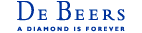 DE BEERS
A DIAMOND IS FOREVER